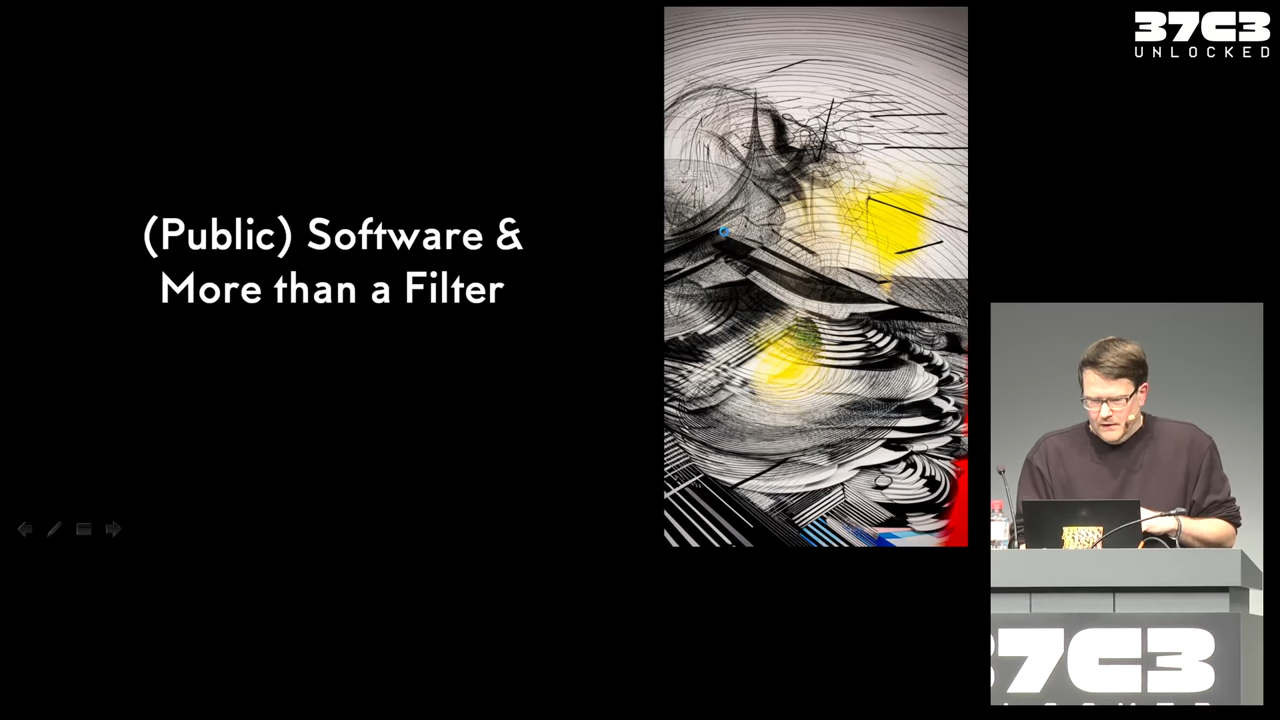 37C3
UNLOCKED
(Public) Software &
More than a Filter
37C3